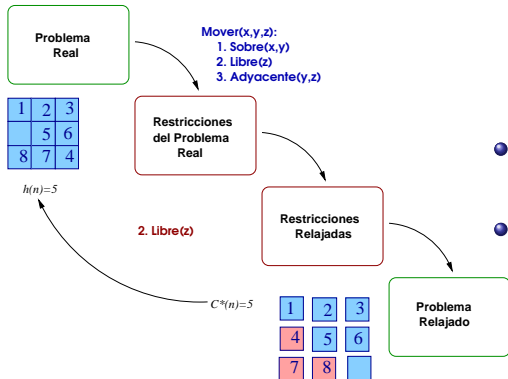 Problema
Real
Mover(x,y,z):
1. Sobre(x,y)
2. Libre(z)
3. Adyacente(y,z)
1 2 3
5 6
8 7 4
h(n)=5
Restricciones
del Problema
Real
2. Libre(z)
Restricciones
Relajadas
C*(n)=5
1 2 3
4 5 6
7 8
Problema
Relajado